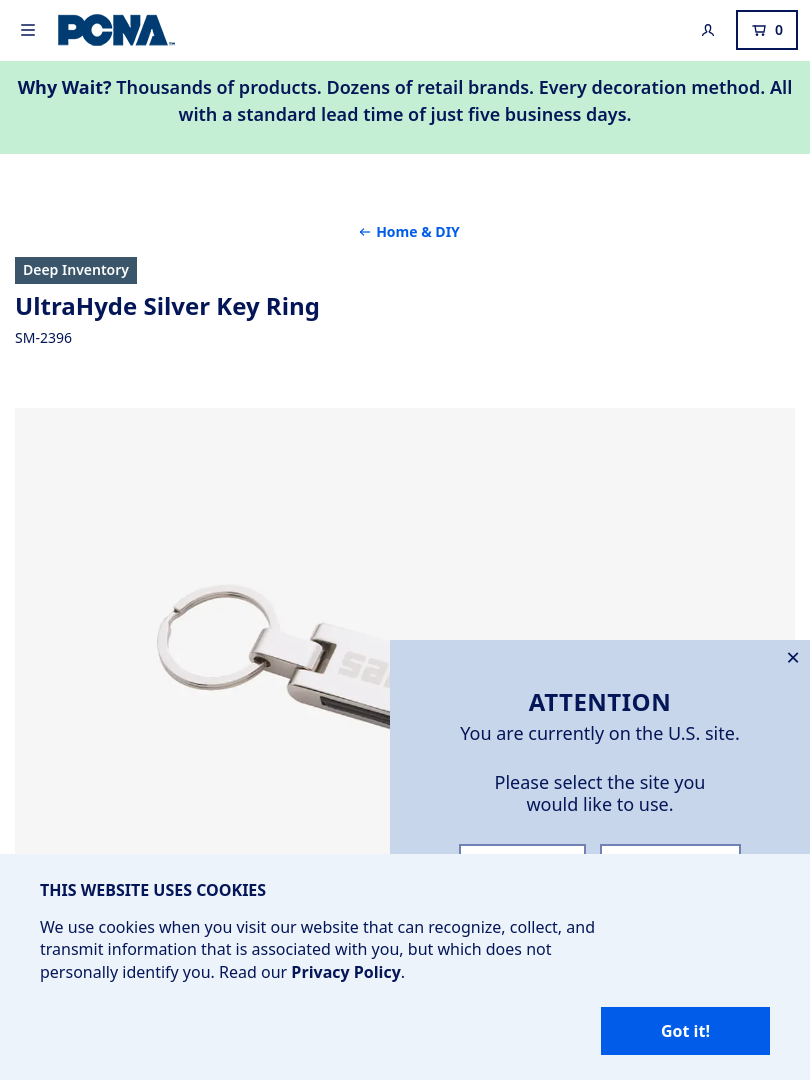 PCNA
0
Why Wait? Thousands of products. Dozens of retail brands. Every decoration method. All
with a standard lead time of just five business days.
← Home & DIY
Deep Inventory
UltraHyde Silver Key Ring
SM-2396
ATTENTION
You are currently on the U.S. site.
Please select the site you
would like to use.
THIS WEBSITE USES COOKIES
We use cookies when you visit our website that can recognize, collect, and
transmit information that is associated with you, but which does not
personally identify you. Read our Privacy Policy.
Got it!